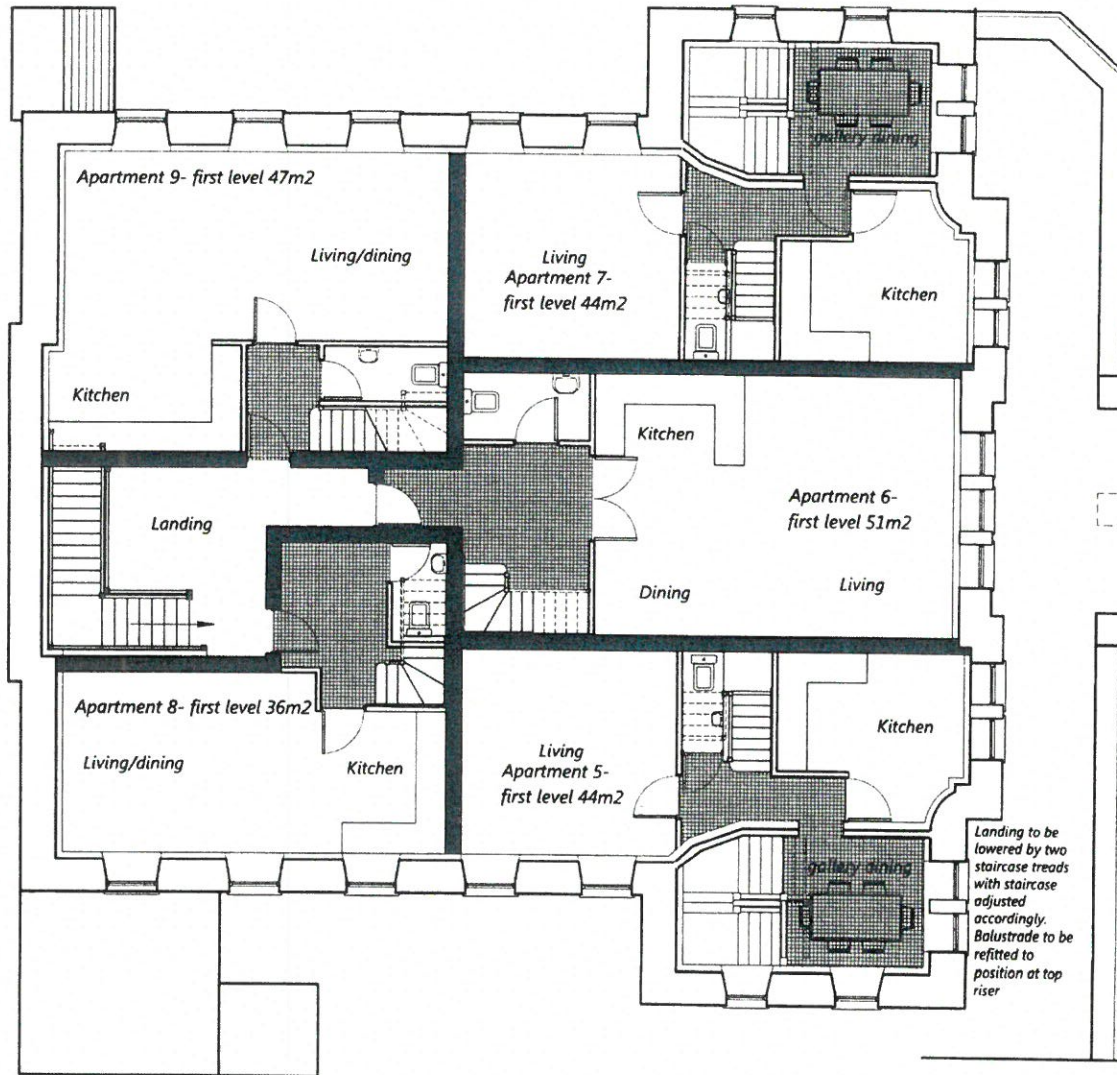 gallery dining
Apartment 9- first level 47m2
Living/dining
Living
Apartment 7-
first level 44m2
Kitchen
Kitchen
Kitchen
Apartment 6-
first level 51m2
Landing
Dining
Living
Apartment 8- first level 36m2
Living/dining
Kitchen
Living
Apartment 5-
first level 44m2
Kitchen
gallery dining
Landing to be
lowered by two
staircase treads
with staircase
adjusted
accordingly.
Balustrade to be
refitted to
position at top
riser